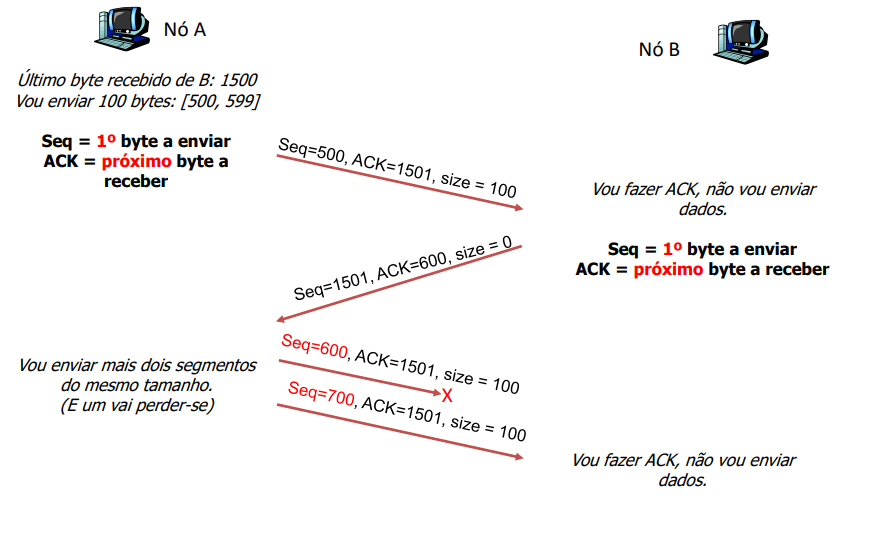 Nó A
Nó B
Último byte recebido de B: 1500
Vou enviar 100 bytes: [500, 599]
Seq = 1º byte a enviar
ACK = próximo byte a
receber
Seq=500, ACK=1501, size = 100
Vou fazer ACK, não vou enviar
dados.
Seq = 1º byte a enviar
ACK = próximo byte a receber
Seq=1501, ACK=600, size = 0
Vou enviar mais dois segmentos
do mesmo tamanho.
(E um vai perder-se)
Seq=600, ACK=1501, size = 100
X
Seq=700, ACK=1501, size = 100
Vou fazer ACK, não vou enviar
dados.